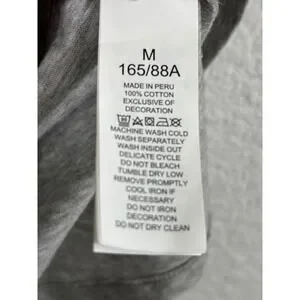 M
165/88A
MADE IN PERU
100% COTTON
EXCLUSIVE OF
DECORATION
MACHINE WASH COLD
WASH SEPARATELY
WASH INSIDE OUT
DELICATE CYCLE
DO NOT BLEACH
TUMBLE DRY LOW
REMOVE PROMPTLY
COOL IRON IF
NECESSARY
DO NOT IRON
DECORATION
DO NOT DRY CLEAN